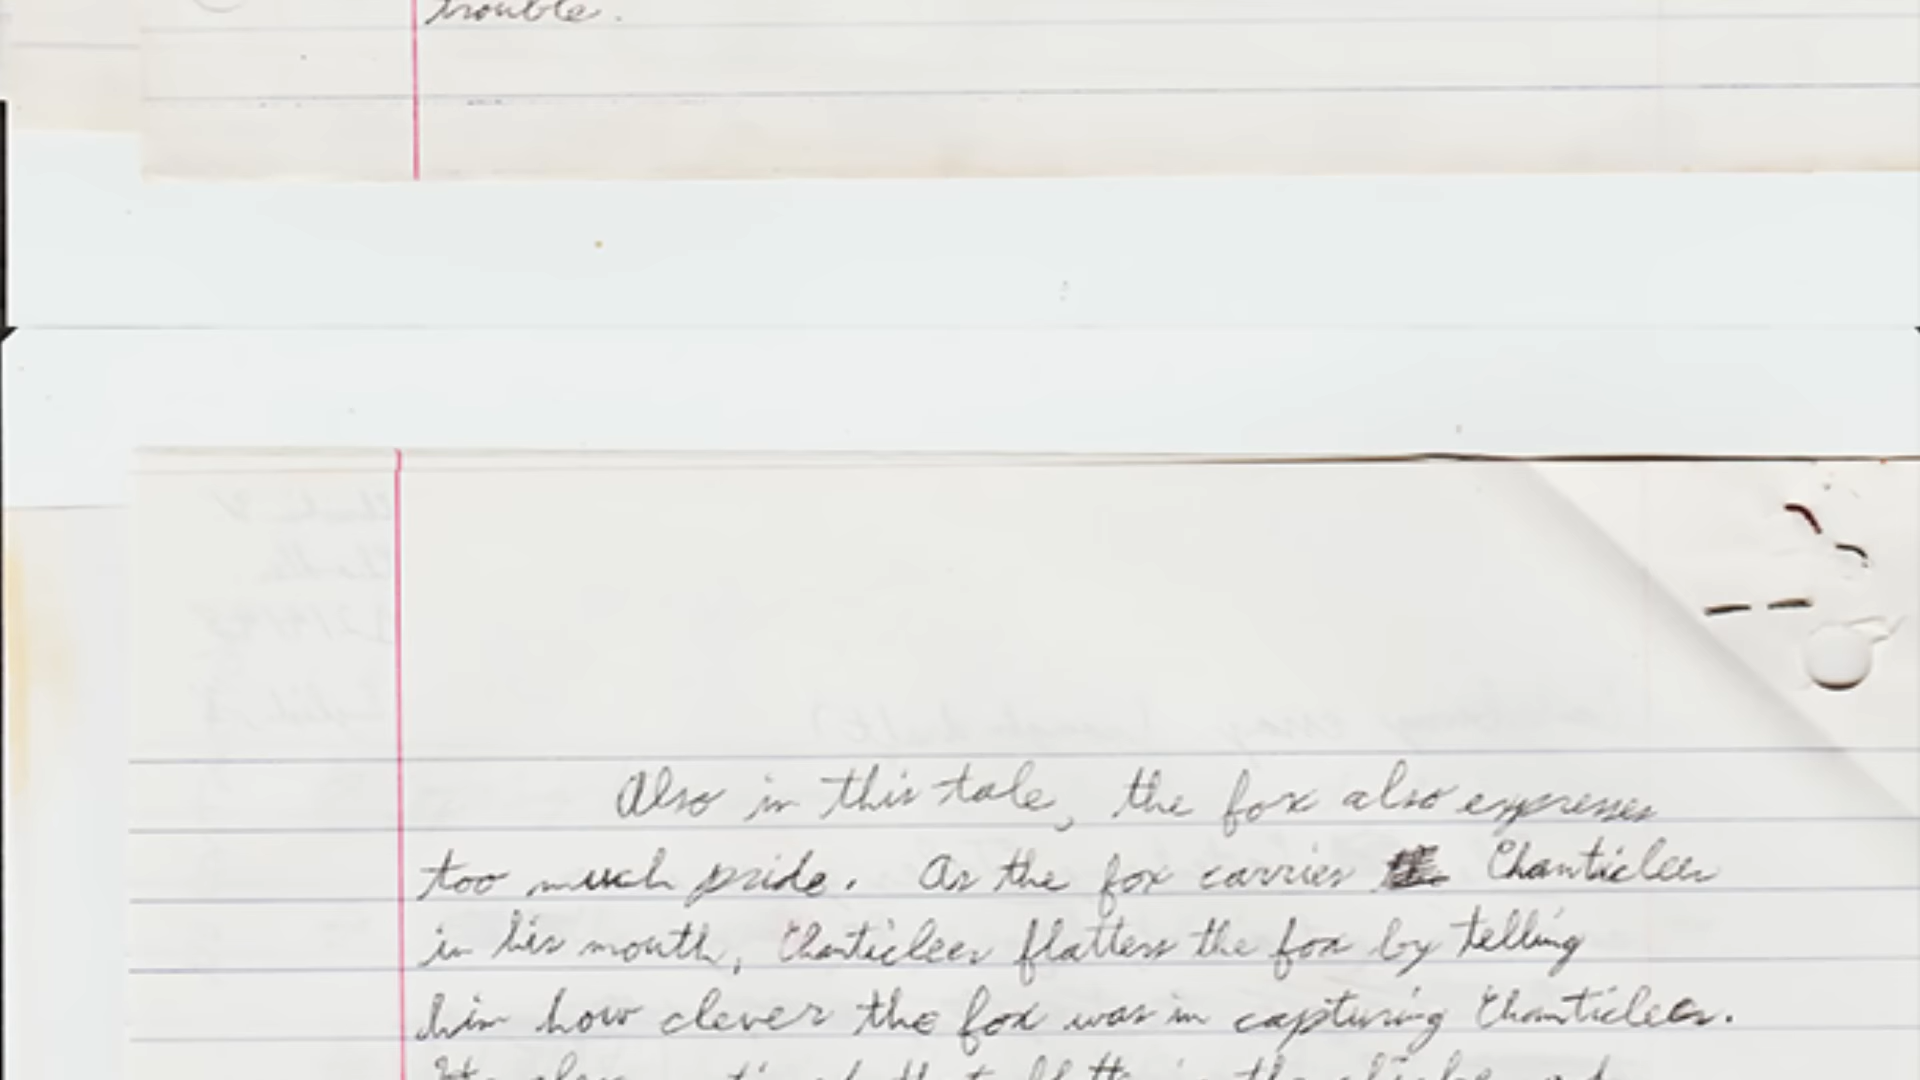 trouble.
Also in this tale, the fox also expresses
too much pride. As the fox carries Chanticleer
in his mouth, Chanticleer flatters the fox by telling
him how clever the fox was in capturing Chanticleer.